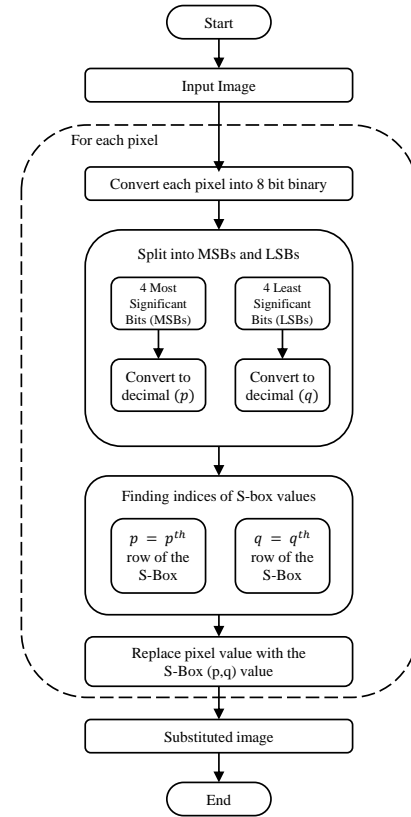 Start
Input Image
For each pixel
Convert each pixel into 8 bit binary
Split into MSBs and LSBs
4 Most
Significant
Bits (MSBs)
4 Least
Significant
Bits (LSBs)
Convert to
decimal (p)
Convert to
decimal (q)
Finding indices of S-box values
p = p^th
row of the
S-Box
q = q^th
row of the
S-Box
Replace pixel value with the
S-Box (p,q) value
Substituted image
End